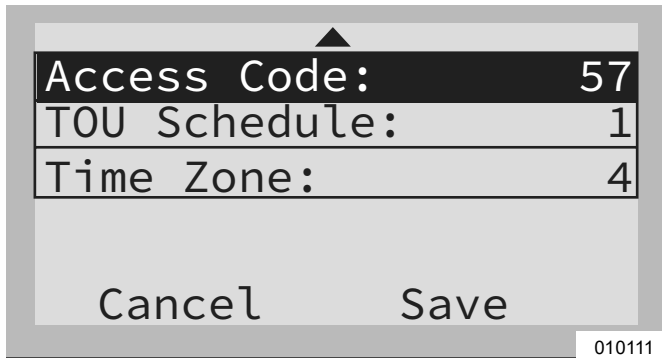 Access Code: 57
TOU Schedule: 1
Time Zone: 4
Cancel Save
010111